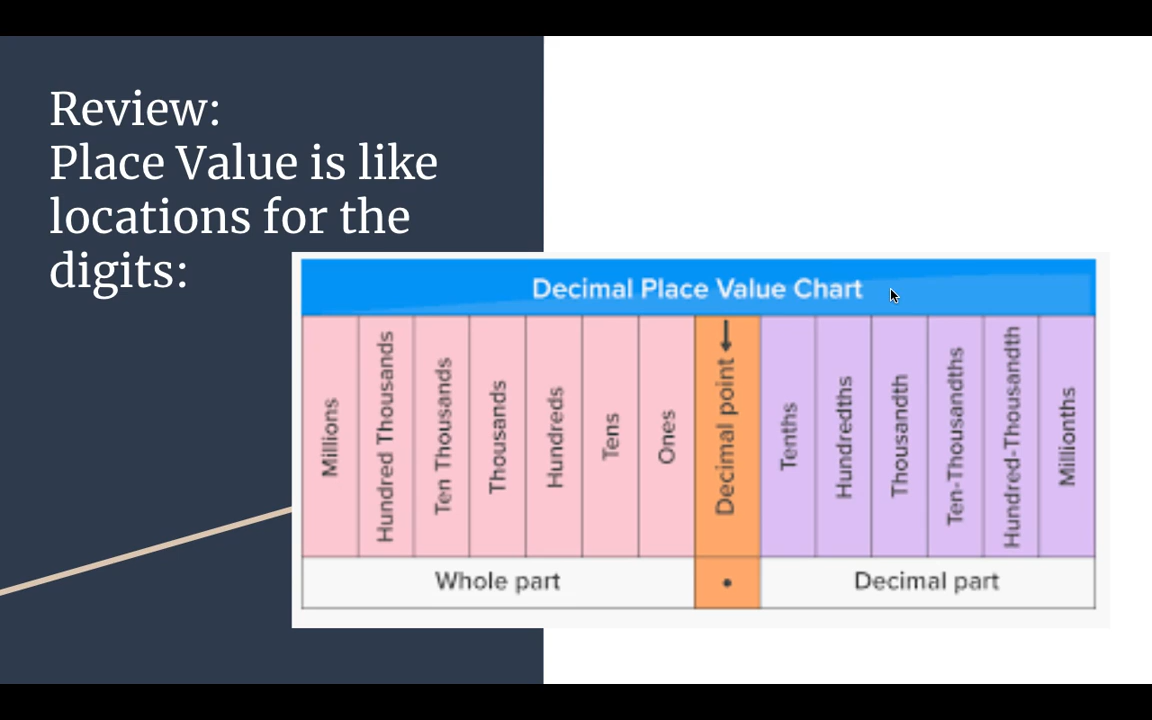 Review:
Place Value is like
locations for the
digits:
Decimal Place Value Chart
Millions
Hundred Thousands
Ten Thousands
Thousands
Hundreds
Tens
Ones
Decimal point
Tenths
Hundredths
Thousandth
Ten-Thousandths
Hundred-Thousandth
Millionths
Whole part
•
Decimal part